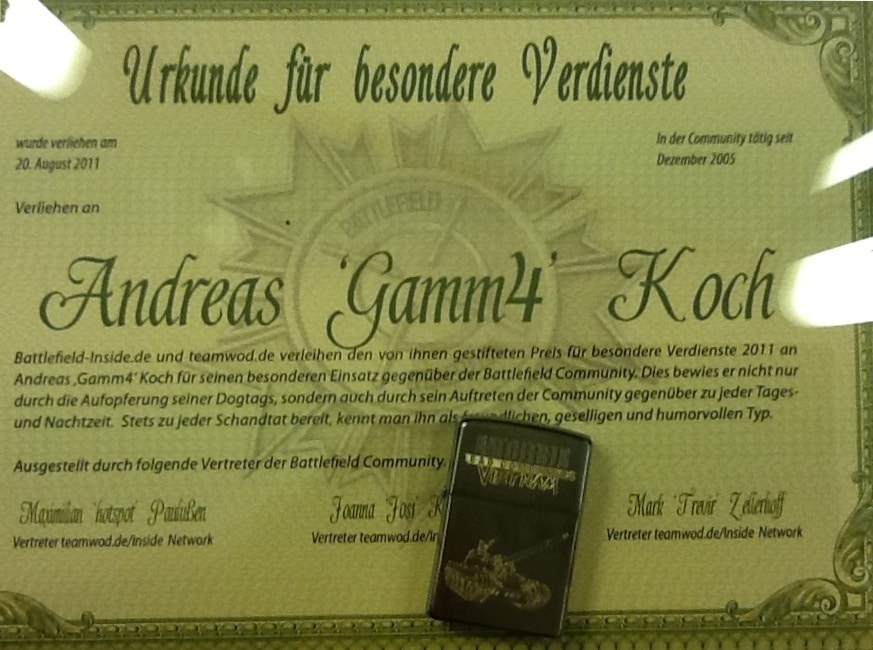 Urkunde für besondere Verdienste
wurde verliehen am
20. August 2011
In der Community tätig seit
Dezember 2005
Verliehen an
BATTLEFIELD
Andreas 'Gamm4' Koch
Battlefield-Inside.de und teamwod.de verleihen den von ihnen gestifteten Preis für besondere Verdienste 2011 an
Andreas ‚Gamm4' Koch für seinen besonderen Einsatz gegenüber der Battlefield Community. Dies bewies er nicht nur
durch die Aufopferung seiner Dogtags, sondern auch durch sein Auftreten der Community gegenüber zu jeder Tages-
und Nachtzeit. Stets zu jeder Schandtat bereit, kennt man ihn als freundlichen, geselligen und humorvollen Typ.
Ausgestellt durch folgende Vertreter der Battlefield Community.
Maximilian 'hotspot' Paulußen
Vertreter teamwod.de/Inside Network
Joanna 'Josi' K
Vertreter teamwod.de/In
Mark 'Trevir' Zellerhoff
Vertreter teamwod.de/Inside Network
BATTLEFIELD
BAD COMPANY
VIETNAM